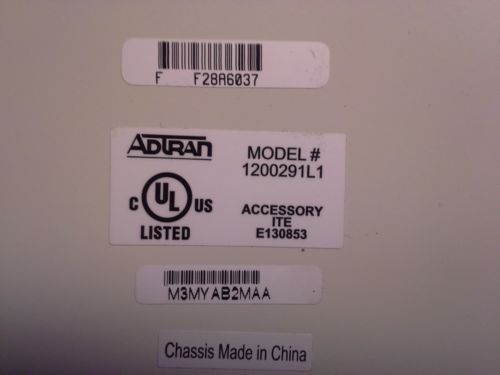 F F28A6037
ADTRAN
MODEL #
1200291L1
C UL US
LISTED
ACCESSORY
ITE
E130853
M3MYAB2MAA
Chassis Made in China